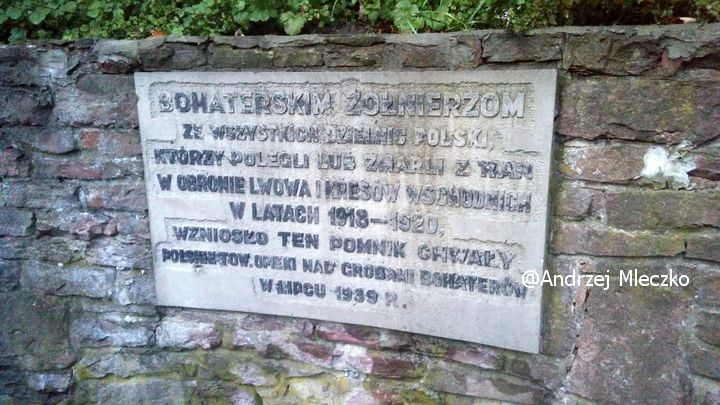 BOHATERSKIM ŻOŁNIERZOM
ZE WSZYSTKICH DZIELNIC POLSKI,
KTÓRZY POLEGLI LUB ZMARLI Z RAN
W OBRONIE LWOWA I KRESÓW WSCHODNICH
W LATACH 1918-1920,
WZNIOSŁO TEN POMNIK CHWAŁY
POLSKIE TOW. OPIEKI NAD GROBAMI BOHATERÓW
W LIPCU 1939 R.
@Andrzej Mleczko